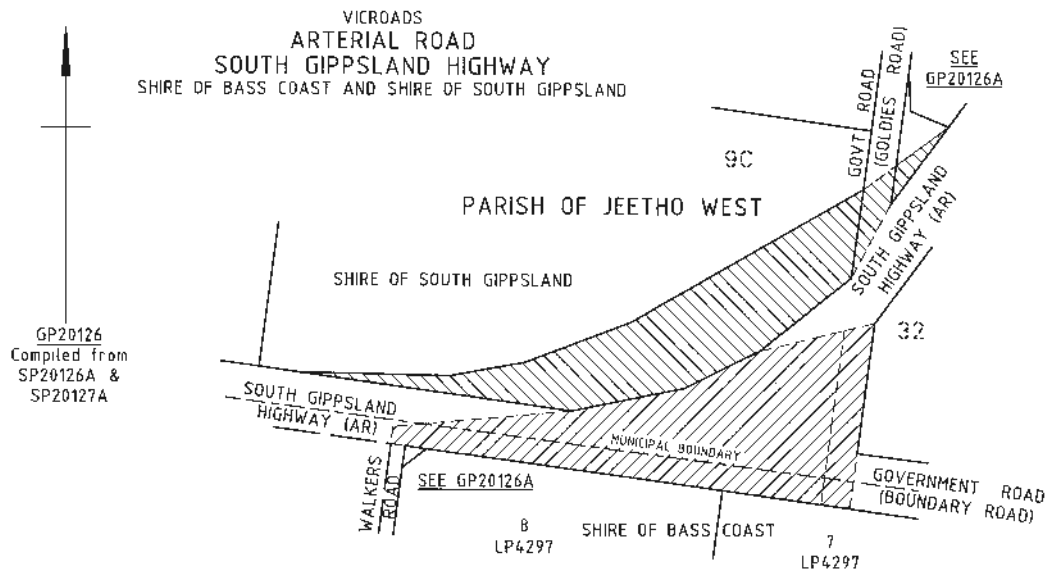 VICROADS
ARTERIAL ROAD
SOUTH GIPPSLAND HIGHWAY
SHIRE OF BASS COAST AND SHIRE OF SOUTH GIPPSLAND
SEE
GP20126A
GOVT ROAD
(GOLDIES ROAD)
9C
PARISH OF JEETHO WEST
SOUTH GIPPSLAND
HIGHWAY (AR)
SHIRE OF SOUTH GIPPSLAND
32
GP20126
Compiled from
SP20126A &
SP20127A
SOUTH GIPPSLAND
HIGHWAY (AR)
MUNICIPAL BOUNDARY
WALKERS
ROAD
SEE GP20126A
GOVERNMENT ROAD
(BOUNDARY ROAD)
8
LP4297
SHIRE OF BASS COAST
7
LP4297